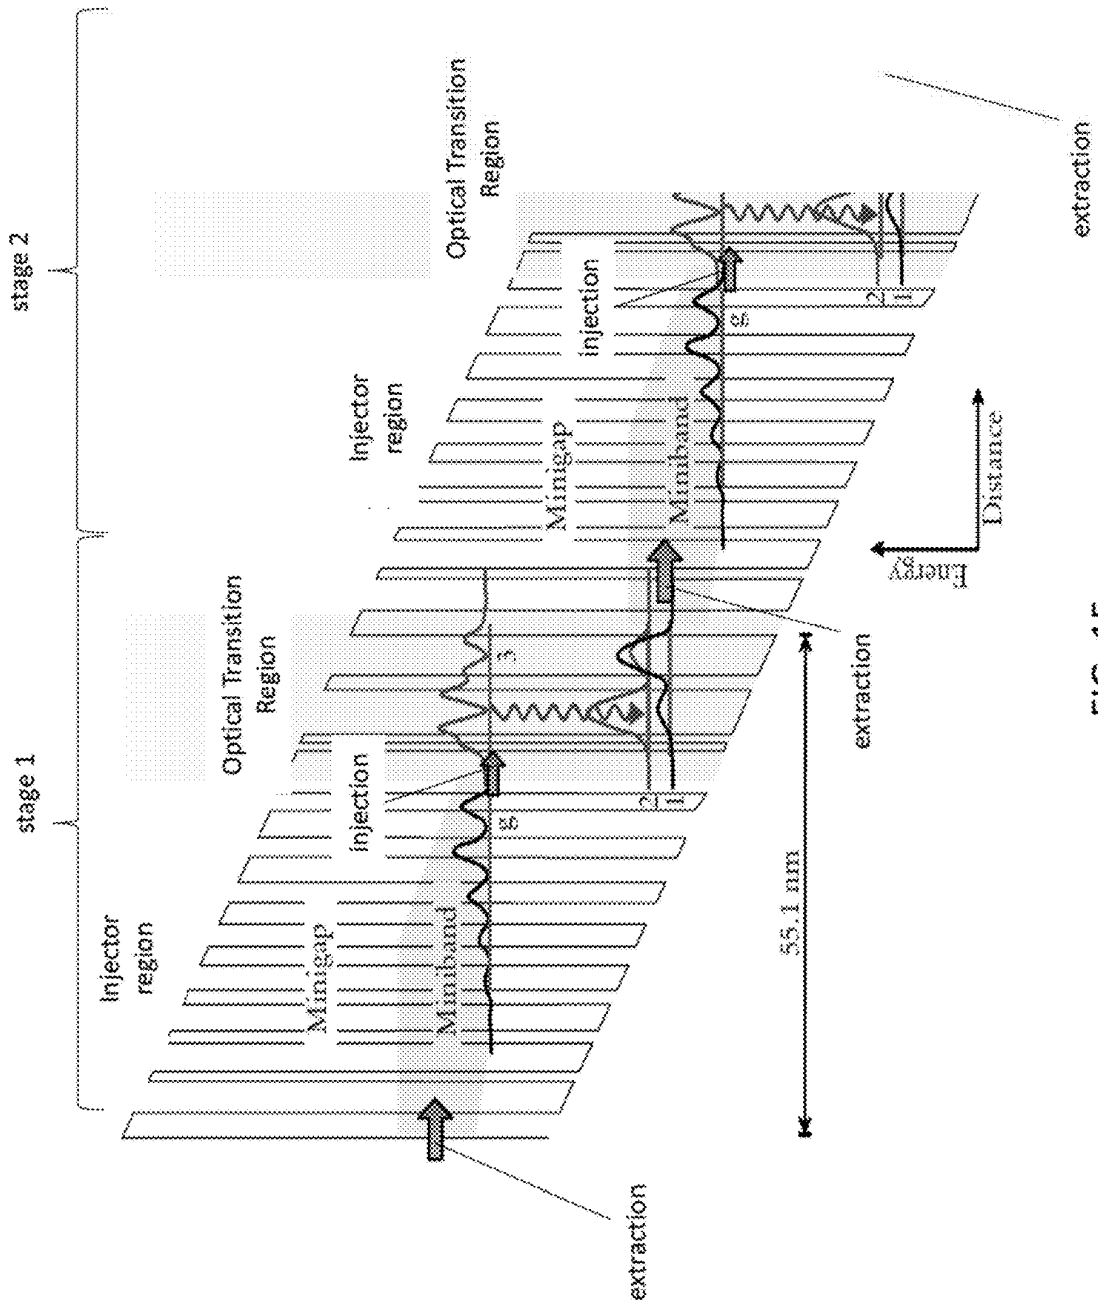 stage 1
stage 2
Injector
region
Optical Transition
Region
Injector
region
Optical Transition
Region
Minigap
injection
Miniband
g
3
2
1
Minigap
injection
Miniband
g
2
1
extraction
55.1 nm
extraction
Energy
Distance
extraction